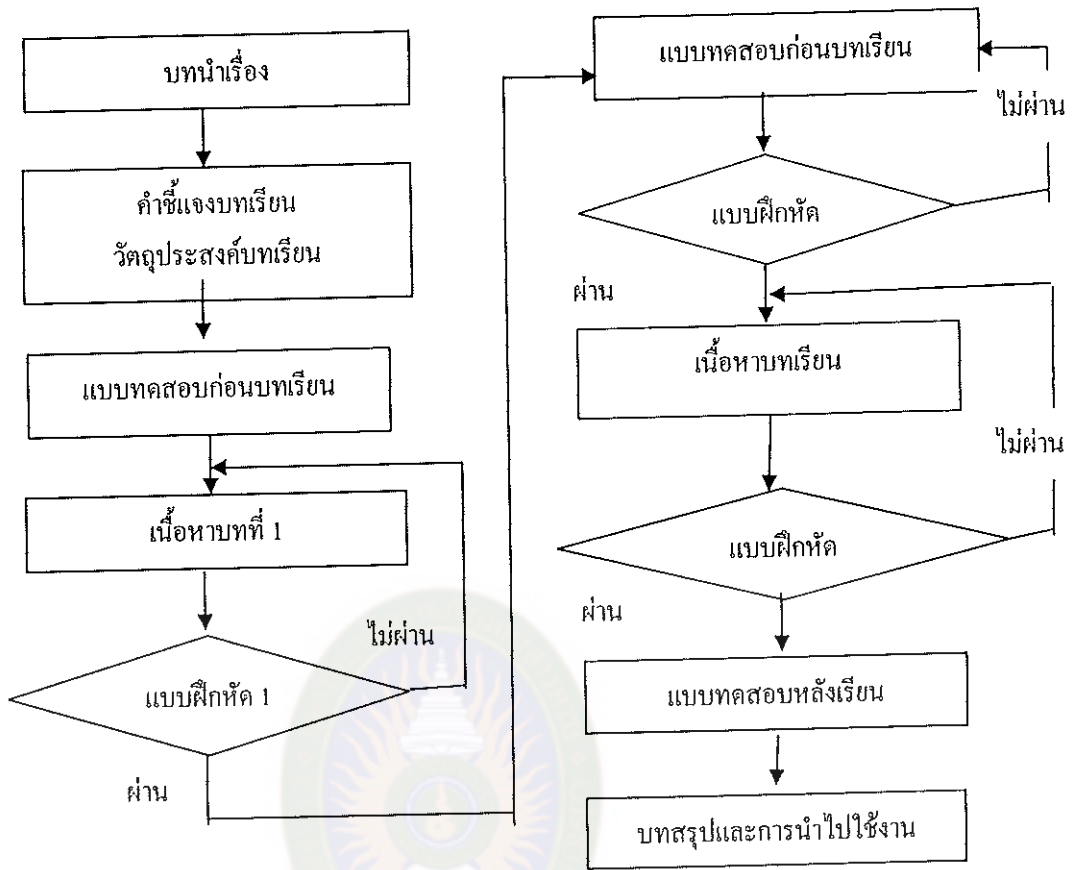 บทนำเรื่อง
คำชี้แจงบทเรียน
วัตถุประสงค์บทเรียน
แบบทดสอบก่อนบทเรียน
เนื้อหาบทที่ 1
ไม่ผ่าน
แบบฝึกหัด 1
ผ่าน
แบบทดสอบก่อนบทเรียน
ไม่ผ่าน
แบบฝึกหัด
ผ่าน
เนื้อหาบทเรียน
ไม่ผ่าน
แบบฝึกหัด
ผ่าน
แบบทดสอบหลังเรียน
บทสรุปและการนำไปใช้งาน